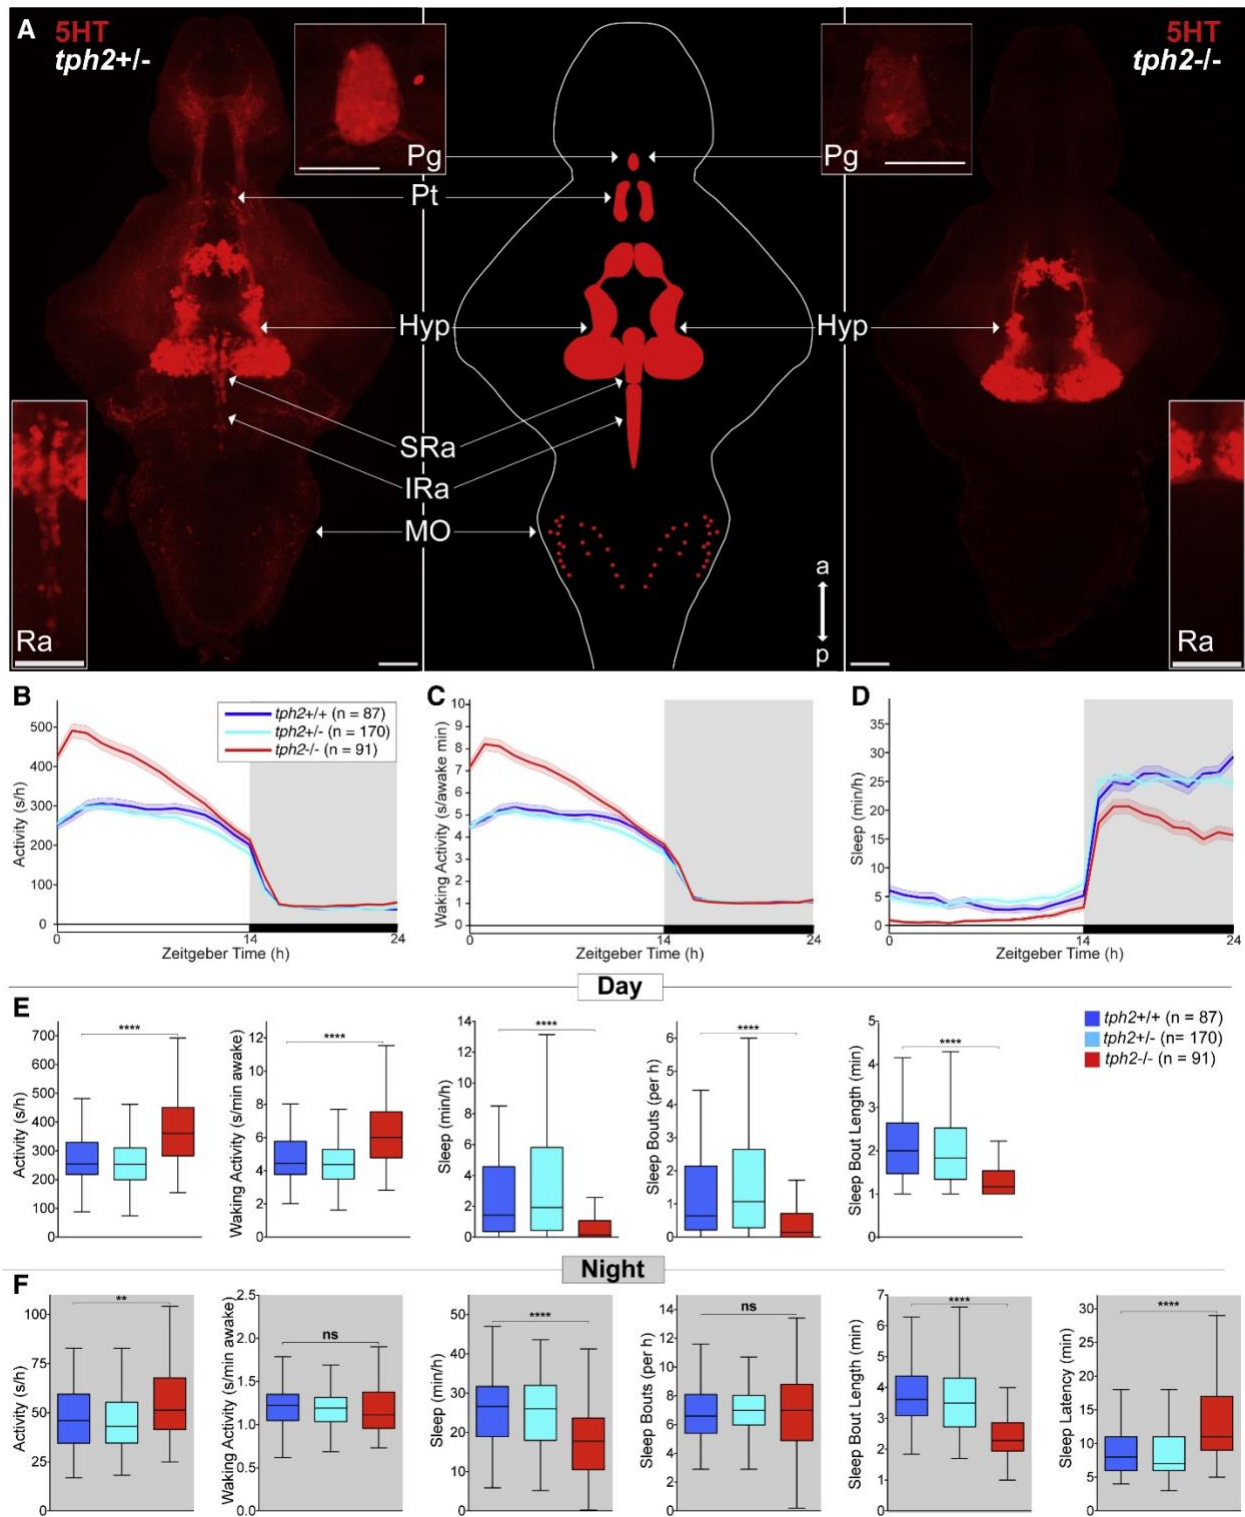 A
5HT
tph2+/-
5HT
tph2-/-
Pg
Pg
Pt
Hyp
Hyp
SRa
IRa
MO
a
p
Ra
Ra
B
Activity (s/h)
500
400
300
200
100
0
tph2+/+ (n = 87)
tph2+/- (n = 170)
tph2-/- (n = 91)
0
14
24
Zeitgeber Time (h)
C
Waking Activity (s/awake min)
10
9
8
7
6
5
4
3
2
1
0
0
14
24
Zeitgeber Time (h)
D
Sleep (min/h)
35
30
25
20
15
10
5
0
0
14
24
Zeitgeber Time (h)
Day
E
Activity (s/h)
700
600
500
400
300
200
100
0
****
Waking Activity (s/min awake)
12
10
8
6
4
2
0
****
Sleep (min/h)
14
12
10
8
6
4
2
0
****
Sleep Bouts (per h)
6
5
4
3
2
1
0
****
Sleep Bout Length (min)
5
4
3
2
1
0
****
tph2+/+ (n = 87)
tph2+/- (n= 170)
tph2-/- (n = 91)
Night
F
Activity (s/h)
100
75
50
25
0
**
Waking Activity (s/min awake)
2.5
2.0
1.5
1.0
0.5
0.0
ns
Sleep (min/h)
50
40
30
20
10
0
****
Sleep Bouts (per h)
14
12
10
8
6
4
2
0
ns
Sleep Bout Length (min)
7
6
5
4
3
2
1
0
****
Sleep Latency (min)
30
25
20
15
10
5
0
****